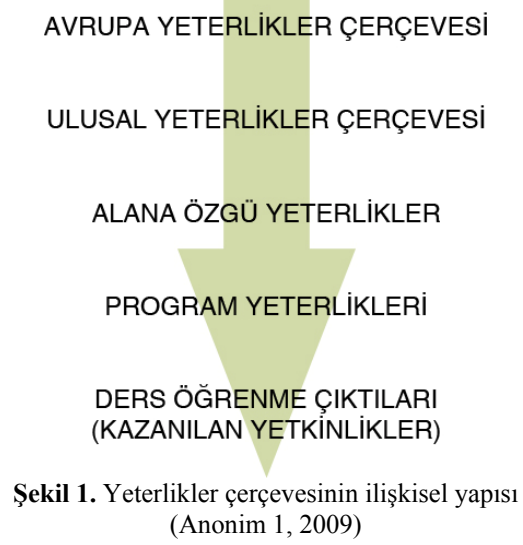 AVRUPA YETERLİKLER ÇERÇEVESİ
ULUSAL YETERLİKLER ÇERÇEVESİ
ALANA ÖZGÜ YETERLİKLER
PROGRAM YETERLİKLERİ
DERS ÖĞRENME ÇIKTILARI
(KAZANILAN YETKİNLİKLER)
Şekil 1. Yeterlikler çerçevesinin ilişkisel yapısı
(Anonim 1, 2009)